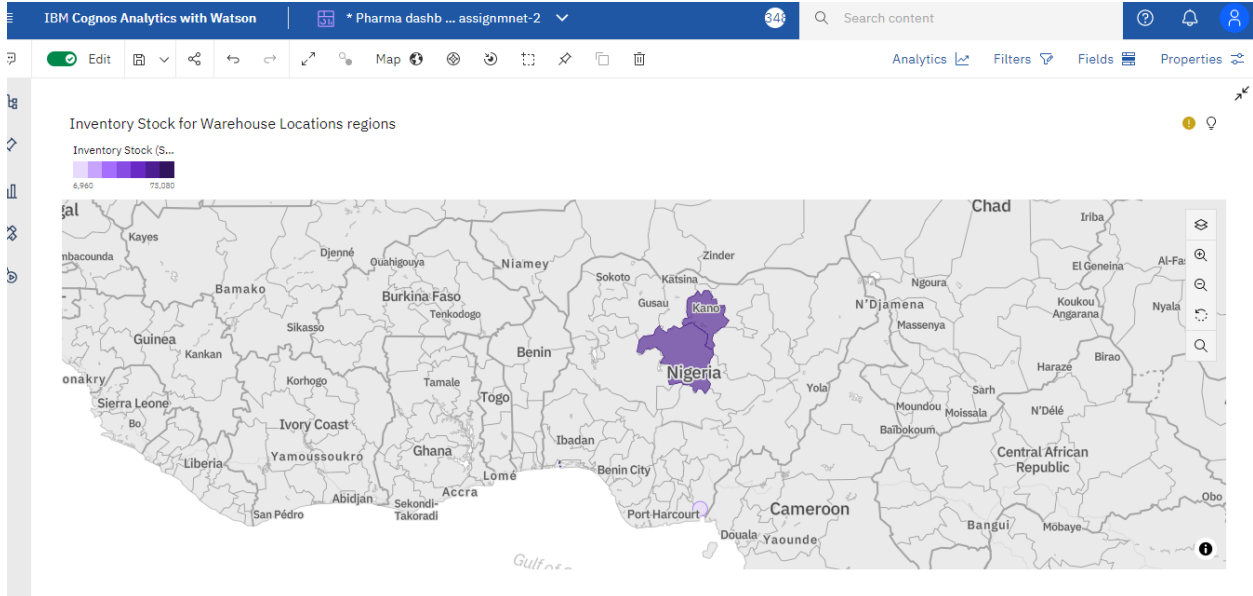 IBM Cognos Analytics with Watson
* Pharma dashb ... assignmnet-2
348
Search content
Edit
Map
Analytics
Filters
Fields
Properties
Inventory Stock for Warehouse Locations regions
Inventory Stock (S...
6,960
73,080
gal
Chad
Kayes
Iriba
mbacounda
Djenné
Ouahigouya
Niamey
Zinder
Al-Fas
El Geneina
Sokoto
Katsina
Ngoura
Bamako
Burkina Faso
Gusau
Kano
N'Djamena
Koukou
Angarana
Nyala
Tenkodogo
Massenya
Sikasso
Guinea
Kankan
Benin
Birao
Nigeria
Harazé
onakry
Korhogo
Tamale
Yola
Sarh
Sierra Leone
Togo
Moundou
Moissala
N'Délé
Bo
Ivory Coast
Baïbokoum
Ibadan
Ghana
Yamoussoukro
Central African
Republic
Liberia
Benin City
Lomé
Accra
Abidjan
Sekondi-
Takoradi
Obo
San Pédro
Port Harcourt
Cameroon
Bangui
Mobaye
Douala
Yaounde
Gulf of